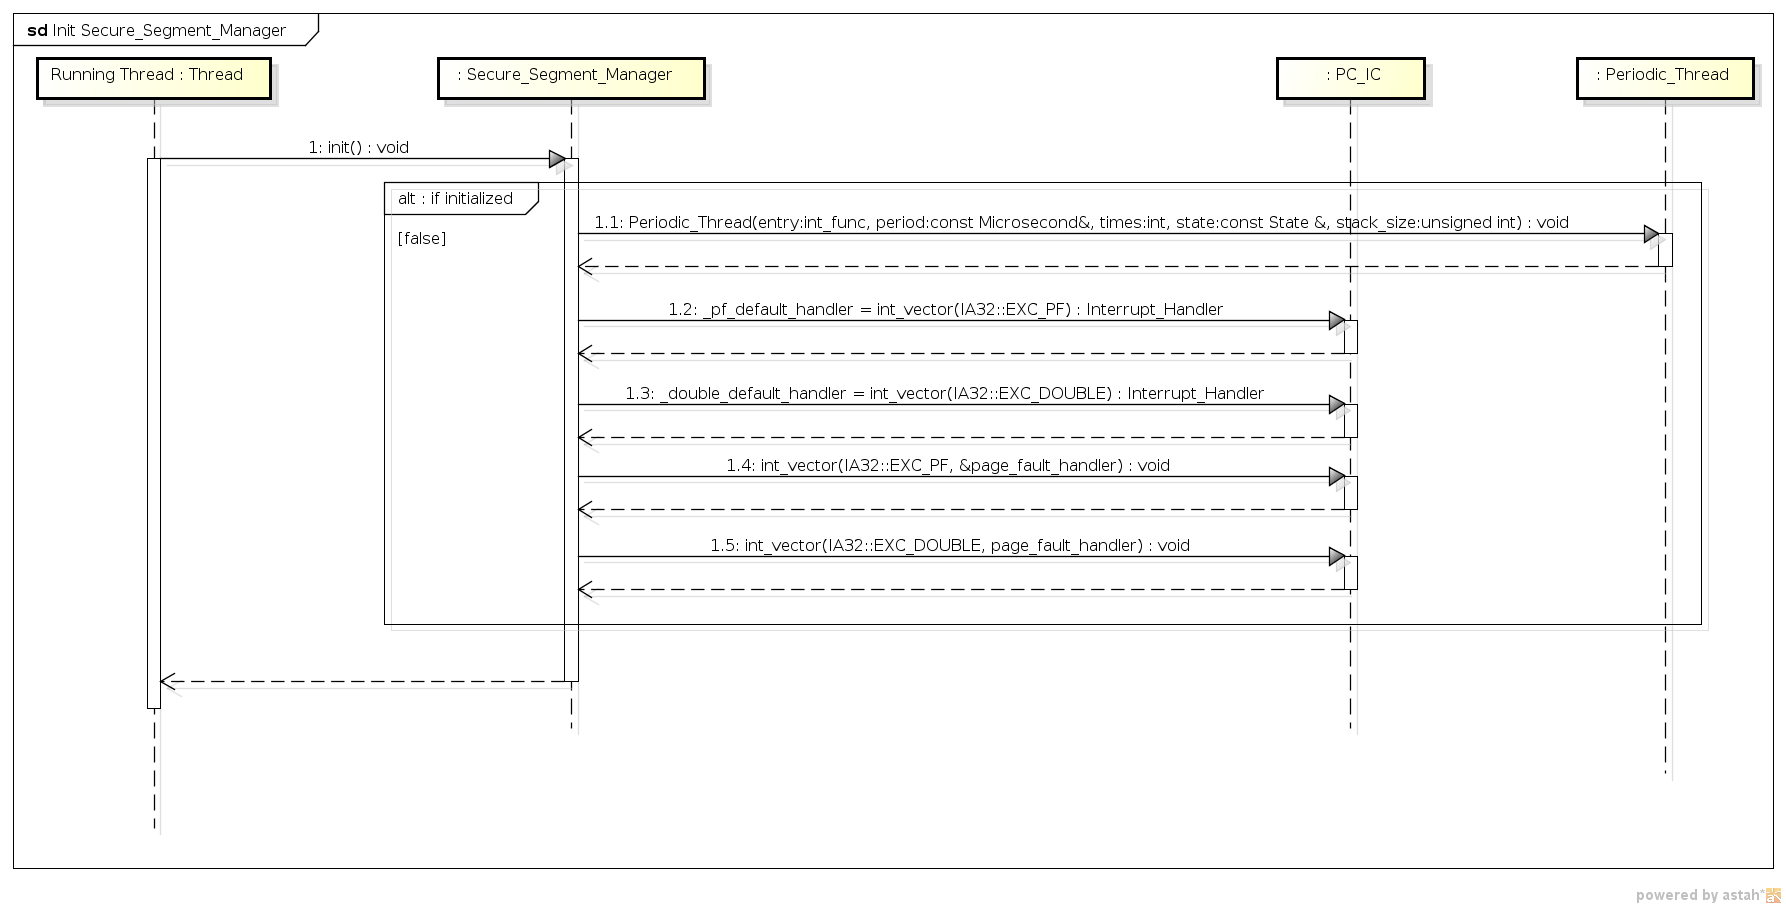 sd Init Secure_Segment_Manager
Running Thread : Thread
: Secure_Segment_Manager
: PC_IC
: Periodic_Thread
1: init() : void
alt : if initialized
1.1: Periodic_Thread(entry:int_func, period:const Microsecond&, times:int, state:const State &, stack_size:unsigned int) : void
[false]
1.2: _pf_default_handler = int_vector(IA32::EXC_PF) : Interrupt_Handler
1.3: _double_default_handler = int_vector(IA32::EXC_DOUBLE) : Interrupt_Handler
1.4: int_vector(IA32::EXC_PF, &page_fault_handler) : void
1.5: int_vector(IA32::EXC_DOUBLE, page_fault_handler) : void
powered by astah*